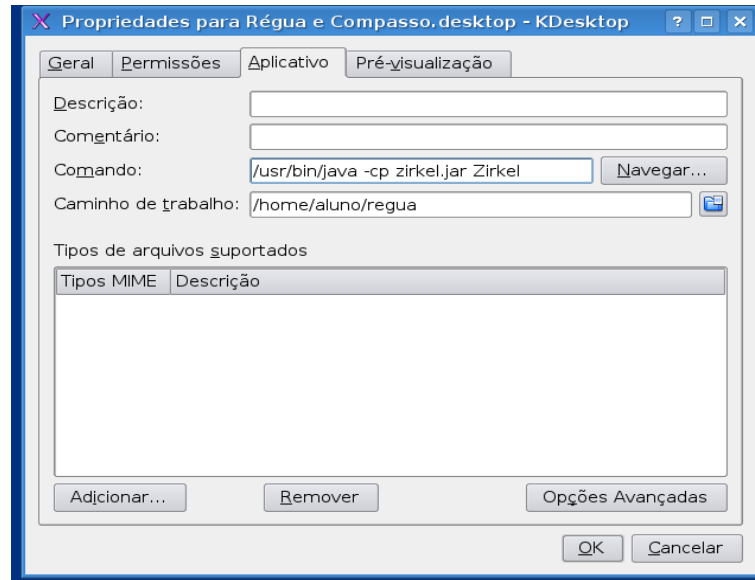 Propriedades para Régua e Compasso.desktop - KDesktop
Geral Permissões Aplicativo Pré-visualização
Descrição:
Comentário:
Comando: /usr/bin/java -cp zirkel.jar Zirkel Navegar...
Caminho de trabalho: /home/aluno/regua
Tipos de arquivos suportados
Tipos MIME Descrição
Adicionar... Remover Opções Avançadas
OK Cancelar